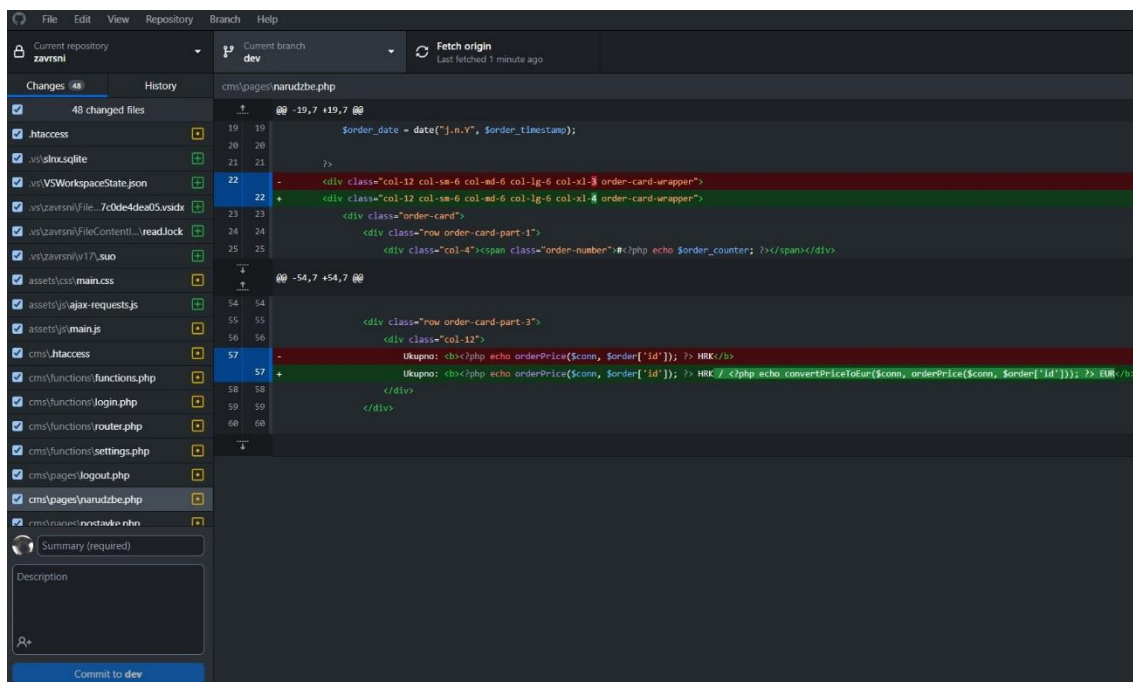 File Edit View Repository Branch Help
Current repository
zavrsni
Current branch
dev
Fetch origin
Last fetched 1 minute ago
Changes 48 History
48 changed files
.htaccess
.vs\slnx.sqlite
.vs\VSWorkspaceState.json
.vs\zavrsni\File...7c0de4dea05.vsidx
.vs\zavrsni\FileContentI...\read.lock
.vs\zavrsni\v17\.suo
assets\css\main.css
assets\js\ajax-requests.js
assets\js\main.js
cms\.htaccess
cms\functions\functions.php
cms\functions\login.php
cms\functions\router.php
cms\functions\settings.php
cms\pages\logout.php
cms\pages\narudzbe.php
cms\pages\postavke.php
Summary (required)
Description
Commit to dev
cms\pages\narudzbe.php
@@ -19,7 +19,7 @@
19 19 $order_date = date("j.n.Y", $order_timestamp);
20 20
21 21 ?>
22 - <div class="col-12 col-sm-6 col-md-6 col-lg-6 col-xl-3 order-card-wrapper">
22 + <div class="col-12 col-sm-6 col-md-6 col-lg-6 col-xl-4 order-card-wrapper">
23 23 <div class="order-card">
24 24 <div class="row order-card-part-1">
25 25 <div class="col-4"><span class="order-number">#<?php echo $order_counter; ?></span></div>
@@ -54,7 +54,7 @@
54 54
55 55 <div class="row order-card-part-3">
56 56 <div class="col-12">
57 - Ukupno: <b><?php echo orderPrice($conn, $order['id']); ?> HRK</b>
57 + Ukupno: <b><?php echo orderPrice($conn, $order['id']); ?> HRK / <?php echo convertPriceToEur($conn, orderPrice($conn, $order['id'])); ?> EUR</b
58 58 </div>
59 59 </div>
60 60